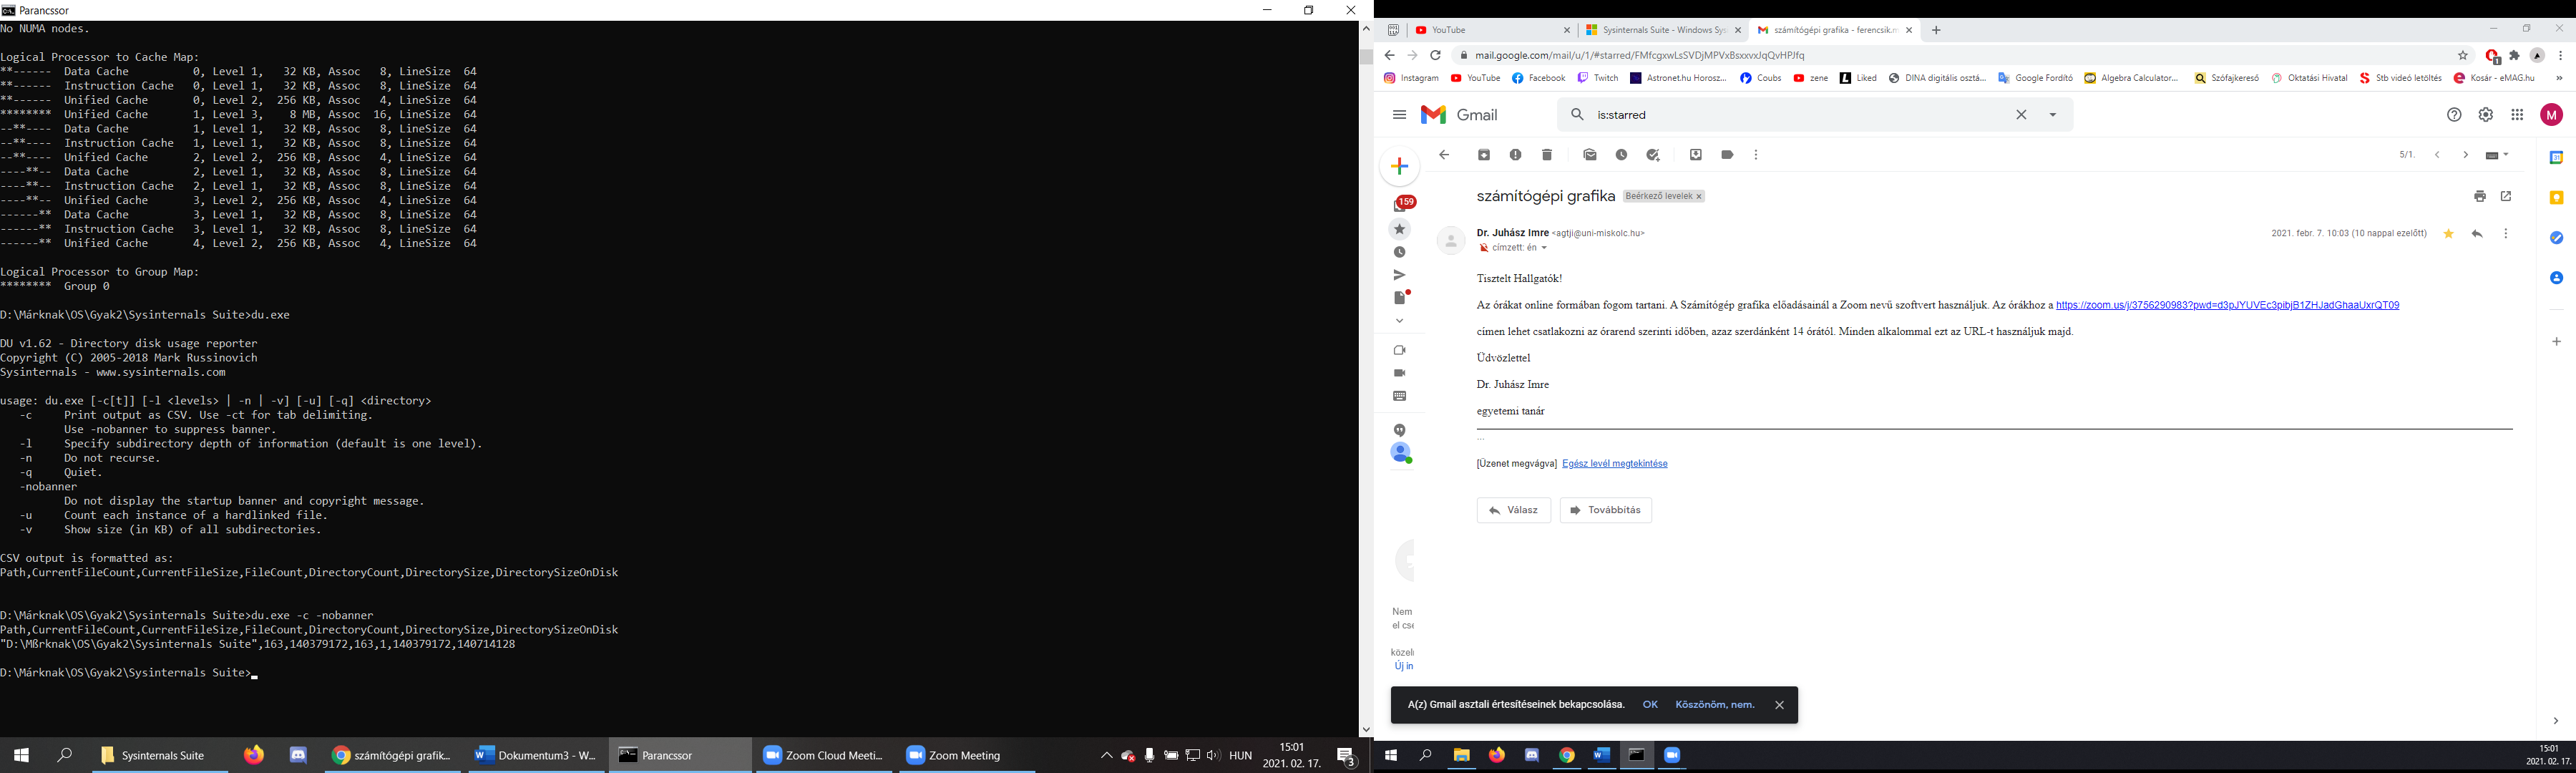 Parancssor
No NUMA nodes.
Logical Processor to Cache Map:
**------  Data Cache          0, Level 1,   32 KB, Assoc   8, LineSize  64
**------  Instruction Cache   0, Level 1,   32 KB, Assoc   8, LineSize  64
**------  Unified Cache       0, Level 2,  256 KB, Assoc   4, LineSize  64
********  Unified Cache       1, Level 3,    8 MB, Assoc  16, LineSize  64
--**----  Data Cache          1, Level 1,   32 KB, Assoc   8, LineSize  64
--**----  Instruction Cache   1, Level 1,   32 KB, Assoc   8, LineSize  64
--**----  Unified Cache       2, Level 2,  256 KB, Assoc   4, LineSize  64
----**--  Data Cache          2, Level 1,   32 KB, Assoc   8, LineSize  64
----**--  Instruction Cache   2, Level 1,   32 KB, Assoc   8, LineSize  64
----**--  Unified Cache       3, Level 2,  256 KB, Assoc   4, LineSize  64
------**  Data Cache          3, Level 1,   32 KB, Assoc   8, LineSize  64
------**  Instruction Cache   3, Level 1,   32 KB, Assoc   8, LineSize  64
------**  Unified Cache       4, Level 2,  256 KB, Assoc   4, LineSize  64
Logical Processor to Group Map:
********  Group 0
D:\Márknak\OS\Gyak2\Sysinternals Suite>du.exe
DU v1.62 - Directory disk usage reporter
Copyright (C) 2005-2018 Mark Russinovich
Sysinternals - www.sysinternals.com
usage: du.exe [-c[t]] [-l <levels> | -n | -v] [-u] [-q] <directory>
-c     Print output as CSV. Use -ct for tab delimiting.
Use -nobanner to suppress banner.
-l     Specify subdirectory depth of information (default is one level).
-n     Do not recurse.
-q     Quiet.
-nobanner
Do not display the startup banner and copyright message.
-u     Count each instance of a hardlinked file.
-v     Show size (in KB) of all subdirectories.
CSV output is formatted as:
Path,CurrentFileCount,CurrentFileSize,FileCount,DirectoryCount,DirectorySize,DirectorySizeOnDisk
D:\Márknak\OS\Gyak2\Sysinternals Suite>du.exe -c -nobanner
Path,CurrentFileCount,CurrentFileSize,FileCount,DirectoryCount,DirectorySize,DirectorySizeOnDisk
"D:\Mßrknak\OS\Gyak2\Sysinternals Suite",163,140379172,163,1,140379172,140714128
D:\Márknak\OS\Gyak2\Sysinternals Suite>
Sysinternals Suite
számítógépi grafik...
Dokumentum3 - W...
Parancssor
Zoom Cloud Meeti...
Zoom Meeting
HUN
15:01
2021. 02. 17.
3
YouTube
Sysinternals Suite - Windows Sys
számítógépi grafika - ferencsik.m
mail.google.com/mail/u/1/#starred/FMfcgxwLsSVDjMPVxBsxvvxJqQvHPJfq
1
Instagram
YouTube
Facebook
Twitch
Astronet.hu Horosz...
Coubs
zene
Liked
DINA digitális osztá...
Google Fordító
Algebra Calculator...
Szófajkereső
Oktatási Hivatal
Stb videó letöltés
Kosár - eMAG.hu
»
Gmail
is:starred
M
5/1.
159
számítógépi grafika
Beérkező levelek ×
Dr. Juhász Imre <agtji@uni-miskolc.hu>
2021. febr. 7. 10:03 (10 nappal ezelőtt)
címzett: én
Tisztelt Hallgatók!
Az órákat online formában fogom tartani. A Számítógép grafika előadásainál a Zoom nevű szoftvert használjuk. Az órákhoz a https://zoom.us/j/3756290983?pwd=d3pJYUVEc3pibjB1ZHJadGhaaUxrQT09
címen lehet csatlakozni az órarend szerinti időben, azaz szerdánként 14 órától. Minden alkalommal ezt az URL-t használjuk majd.
Üdvözlettel
Dr. Juhász Imre
egyetemi tanár
...
[Üzenet megvágva]  Egész levél megtekintése
Válasz
Továbbítás
Nem
el cse
közel
Új in
A(z) Gmail asztali értesítéseinek bekapcsolása.
OK
Köszönöm, nem.
15:01
2021. 02. 17.